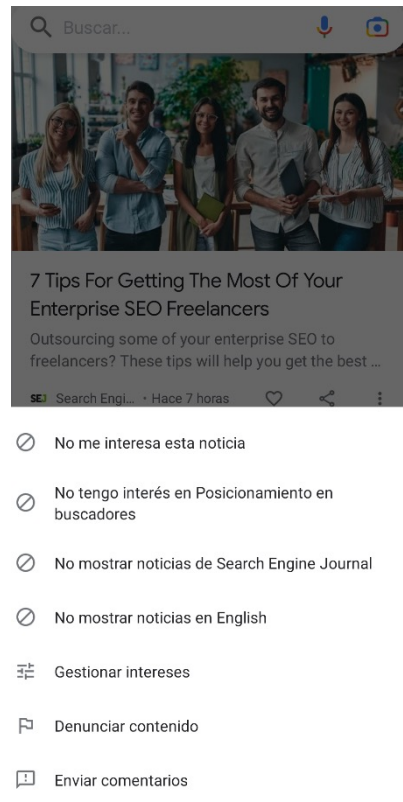 Buscar...
7 Tips For Getting The Most Of Your
Enterprise SEO Freelancers
Outsourcing some of your enterprise SEO to
freelancers? These tips will help you get the best ...
SEJ Search Engi... • Hace 7 horas
No me interesa esta noticia
No tengo interés en Posicionamiento en
buscadores
No mostrar noticias de Search Engine Journal
No mostrar noticias en English
Gestionar intereses
Denunciar contenido
Enviar comentarios